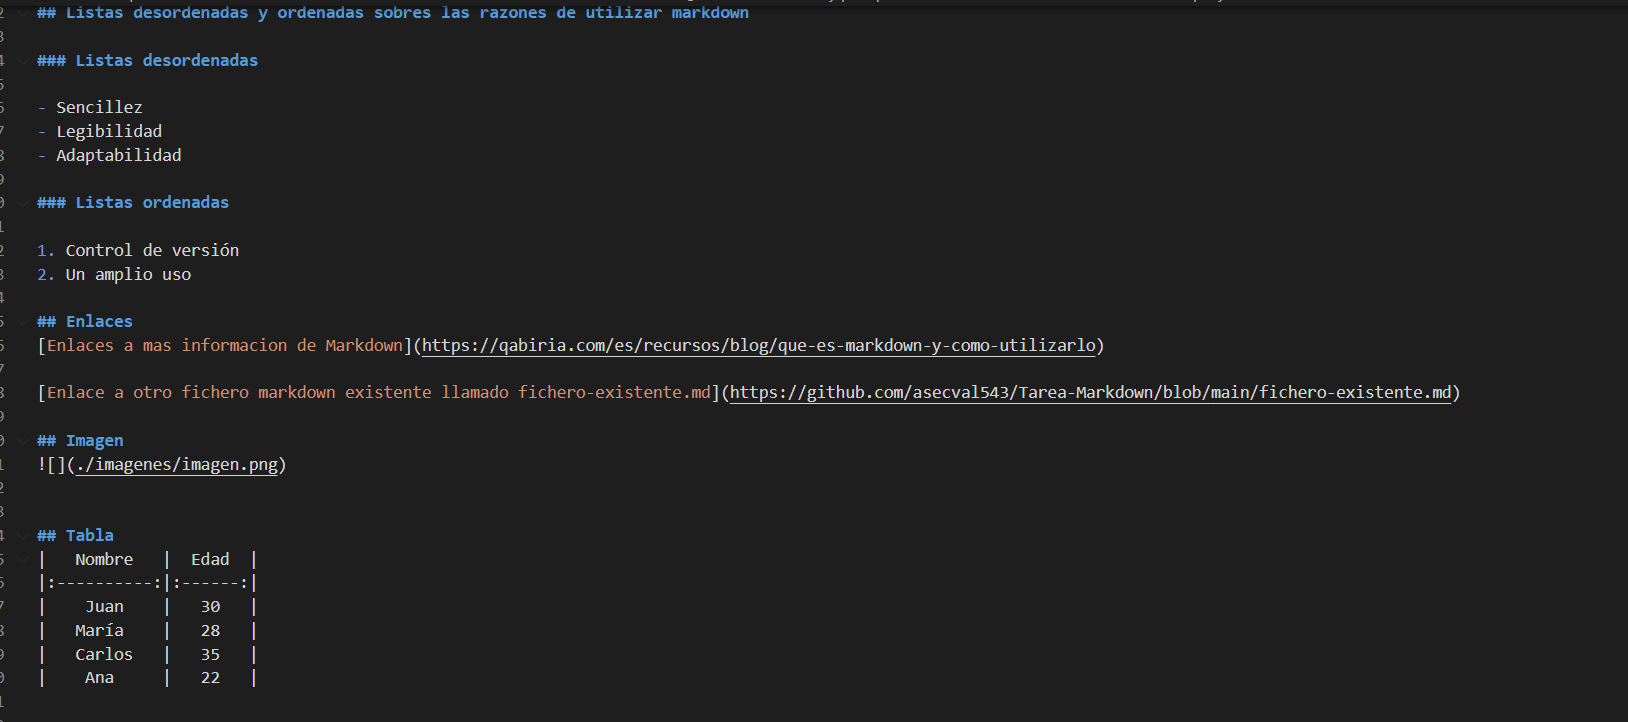 ## Listas desordenadas y ordenadas sobres las razones de utilizar markdown
### Listas desordenadas
- Sencillez
- Legibilidad
- Adaptabilidad
### Listas ordenadas
1. Control de versión
2. Un amplio uso
## Enlaces
[Enlaces a mas informacion de Markdown](https://qabiria.com/es/recursos/blog/que-es-markdown-y-como-utilizarlo)
[Enlace a otro fichero markdown existente llamado fichero-existente.md](https://github.com/asecval543/Tarea-Markdown/blob/main/fichero-existente.md)
## Imagen
![](./imagenes/imagen.png)
## Tabla
|   Nombre   |  Edad  |
|:----------:|:------:|
|    Juan    |   30   |
|   María    |   28   |
|   Carlos   |   35   |
|    Ana     |   22   |